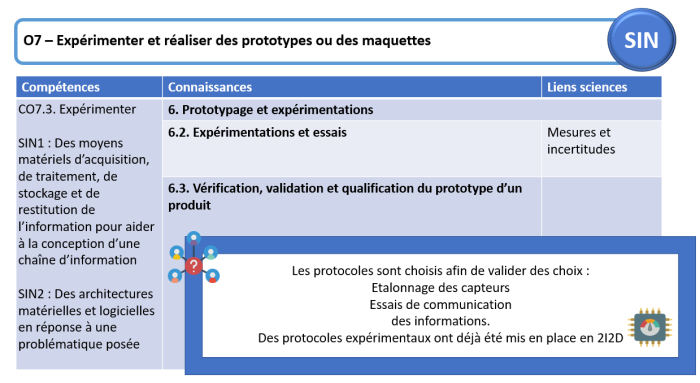 O7 – Expérimenter et réaliser des prototypes ou des maquettes
SIN
Compétences
Connaissances
Liens sciences
CO7.3. Expérimenter
SIN1 : Des moyens
matériels d’acquisition,
de traitement, de
stockage et de
restitution de
l’information pour aider
à la conception d’une
chaîne d’information
SIN2 : Des architectures
matérielles et logicielles
en réponse à une
problématique posée
6. Prototypage et expérimentations
6.2. Expérimentations et essais
Mesures et
incertitudes
6.3. Vérification, validation et qualification du prototype d’un
produit
?
Les protocoles sont choisis afin de valider des choix :
Etalonnage des capteurs
Essais de communication
des informations.
Des protocoles expérimentaux ont déjà été mis en place en 2I2D